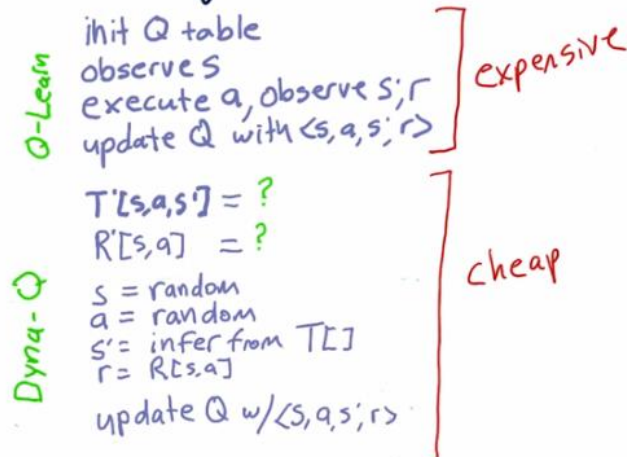 Q-Learn
init Q table
observe s
execute a, observe s', r
update Q with <s, a, s', r>
expensive
Dyna-Q
T'[s,a,s'] = ?
R'[s,a] = ?
s = random
a = random
s' = infer from T[]
r = R[s,a]
update Q w/ <s, a, s', r>
cheap